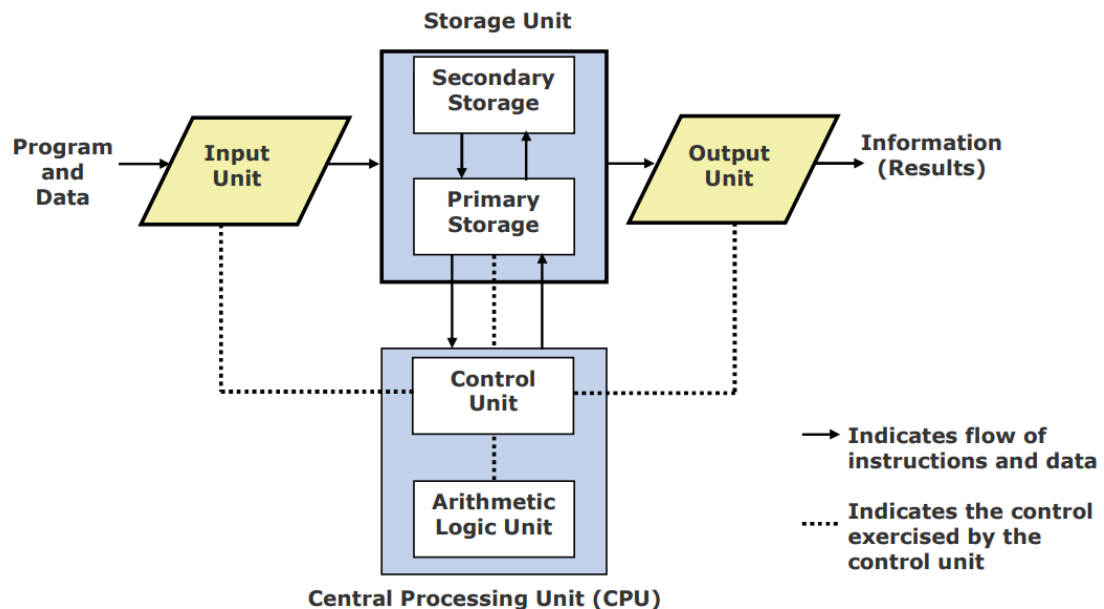 Storage Unit
Secondary
Storage
Program
and
Data
Input
Unit
Output
Unit
Information
(Results)
Primary
Storage
Control
Unit
Indicates flow of
instructions and data
Arithmetic
Logic Unit
Indicates the control
exercised by the
control unit
Central Processing Unit (CPU)